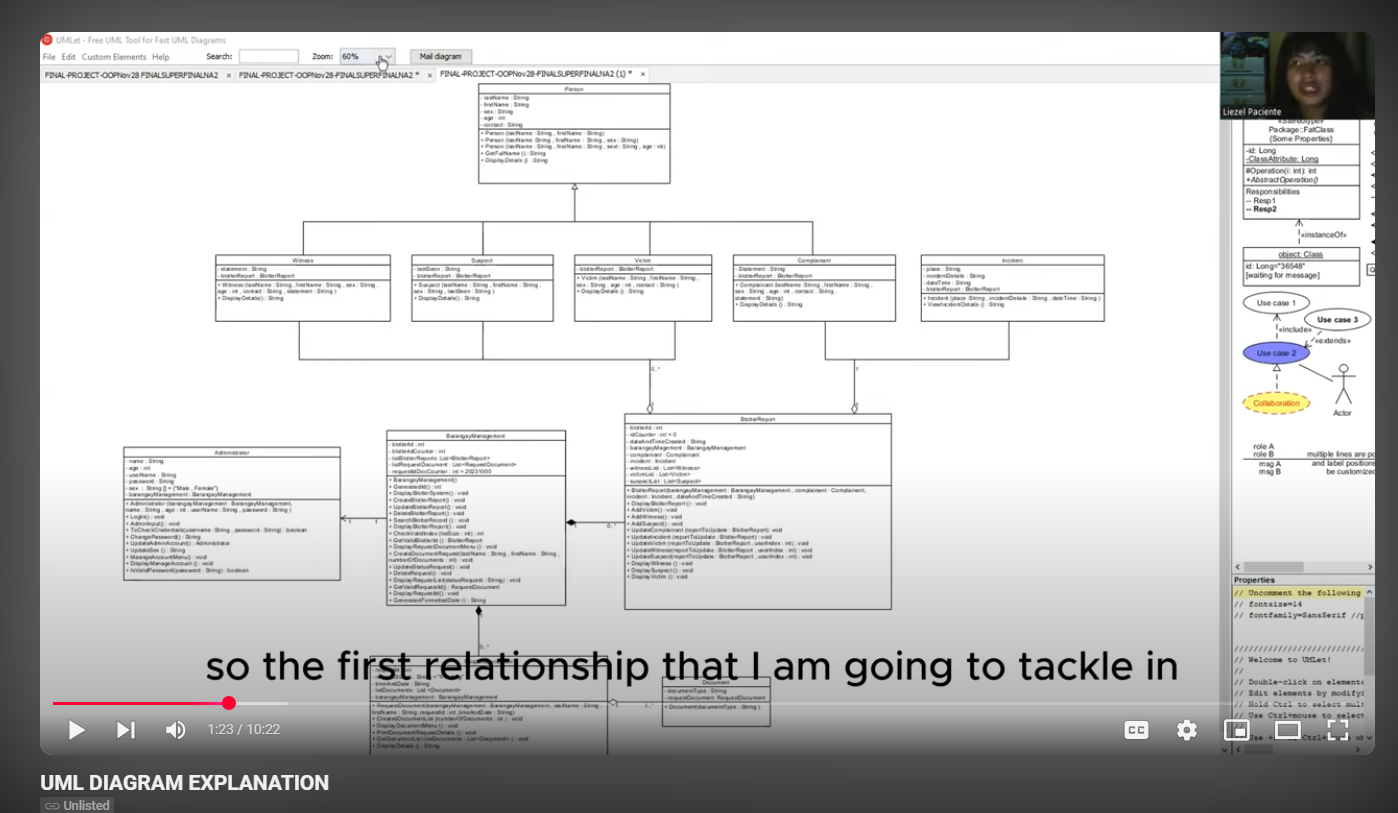 UMLet - Free UML Tool for Fast UML Diagrams
File Edit Custom Elements Help Search: Zoom: 60% Mail diagram
FINAL-PROJECT-OOPNov28 FINALSUPERFINALNA2 × FINAL-PROJECT-OOPNov28-FINALSUPERFINALNA2 * × FINAL-PROJECT-OOPNov28-FINALSUPERFINALNA2 (1) * ×
Person
- lastName : String
- firstName : String
- sex : String
- age : int
- contact : String
+ Person (lastName : String , firstName : String)
+ Person (lastName :String , firstName : String , sex : String)
+ Person (lastName : String , firstName : String , sext : String , age : int)
+ GetFullName () : String
+ DisplayDetails () : String
Witness
- statement : String
- blotterReport : BlotterReport
+ Witness (lastName : String , firstName : String , sex : String ,
age : int , contact : String , statement : String )
+ DisplayDetails() : String
Suspect
- lastSeen : String
- blotterReport : BlotterReport
+ Suspect (lastName : String , firstName : String ,
sex : String , lastSeen : String )
+ DisplayDetails() : String
Victim
- blotterReport : BlotterReport
+ Victim (lastName : String , firstName : String ,
sex : String , age : int , contact : String )
+ DisplayDetails () : String
Complainant
- Statement : String
- blotterReport : BlotterReport
+ Complainant (lastName :String , firstName : String ,
sex : String , age : int , contact : String ,
statement : String)
+ DisplayDetails () : String
Incident
- place : String
- incidentDetails : String
- dateTime : String
- blotterReport : BlotterReport
+ Incident (place :String , incidentDetails : String , dateTime : String )
+ ViewIncidentDetails () : String
0..*
1
Administrator
- name : String
- age : int
- userName : String
- password : String
- sex : String [] = {"Male , Female"}
- barangayManagement : BarangayManagement
+ Administrator (barangayManagement : BarangayManagement,
name : String , age : int , userName : String , password : String )
+ LogIn() : void
+ AdminInput() : void
+ ToCheckCredentials(username :String , password : String) : boolean
+ ChangePassword() : String
+ UpdateAdminAccount() : Administrator
+ UpdateSex () : String
+ ManageAccountMenu() : void
+ DisplayManageAccount () : void
+ IsValidPassword(password : String) : boolean
1 1
BarangayManagement
- blotterId : int
- blotterIdCounter : int
- listBlotterReports : List<BlotterReport>
- listRequestDocument : List<RequestDocument>
- requestIdDocCounter : int = 20231000
+ BarangayManagement()
+ GeneratedId() : int
+ DisplayBlotterSystem() : void
+ CreateBlotterReport() : void
+ UpdateBlotterReport() : void
+ DeleteBlotterReport() : void
+ SearchBlotterRecord () : void
+ DisplayBlotterReport() : void
+ CheckValidIndex (listSize : int) : int
+ GetValidBlotterId () : BlotterReport
+ DisplayRequestDocumentMenu () : void
+ CreateDocumentRequest(lastName : String , firstName : String ,
numberOfDocuments : int) : void
+ UpdateStatusRequest() : void
+ DeleteRequest() : void
+ DisplayRequestList(statusRequest : String) : void
+ GetValidRequestId() : RequestDocument
+ DisplayRequestId() : void
+ GeneratedFormattedDate () : String
1 0..*
BlotterReport
- blotterId : int
- idCounter : int = 0
- dateAndTimeCreated : String
- barangayMagement : BarangayManagement
- complainant : Complainant
- incident : Incident
- witnessList : List<Witness>
- victimList : List<Victim>
- suspectList : List<Suspect>
+ BlotterReport(barangayManagement : BarangayManagement , complainant : Complainant,
incident : Incident , dateAndTimeCreated : String)
+ DisplayBlotterReport () : void
+ AddVictim() : void
+ AddWitness() : void
+ AddSuspect() : void
+ UpdateComplainant (reportToUpdate : BlotterReport): void
+ UpdateIncident (reportToUpdate : BlotterReport) : void
+ UpdateVictim (reportToUpdate : BlotterReport , userIndex : int) : void
+ UpdateWitness(reportToUpdate : BlotterReport , userIndex : int) : void
+ UpdateSuspect(reportToUpdate : BlotterReport , userIndex : int) : void
+ DisplayWitness () : void
+ DisplaySuspect() : void
+ DisplayVictim () : void
0..*
- timeAndDate : String
- listDocuments : List <Document>
- barangayManagement : BarangayManagement
+ RequestDocument(barangayManagement : BarangayManagement , lastName : String ,
firstName : String ,requestId :int ,timeAndDate : String)
+ CreatedDocumentList (numberOfDocuments : int ) : void
+ DisplayDocumentMenu() : void
+ PrintDocumentRequestDetails () : void
+ GetDocumentList (listDocuments : List<Document> ) : void
+ DisplayDetails () : String
1 1..*
Document
- documentType : String
- requestDocument: RequestDocument
+ Document(documentType : String )
Liezel Paciente
«Stereotype»
Package::FatClass
{Some Properties}
-id: Long
-ClassAttribute: Long
#Operation(i: int): int
+AbstractOperation()
Responsibilities
-- Resp1
-- Resp2
«instanceOf»
object: Class
id: Long="36548"
[waiting for message]
Use case 1
Use case 3
«include»
«extends»
Use case 2
Collaboration
Actor
role A
role B
msg A
msg B
multiple lines are po
and label position
be customize
Properties
// Uncomment the following
// fontsize=14
// fontfamily=SansSerif //p
//////////////////////////
// Welcome to UMLet!
//
// Double-click on element
// Edit elements by modify
// Hold Ctrl to select mul
// Use Ctrl+mouse to select
so the first relationship that I am going to tackle in
1:23 / 10:22
CC
UML DIAGRAM EXPLANATION
Unlisted